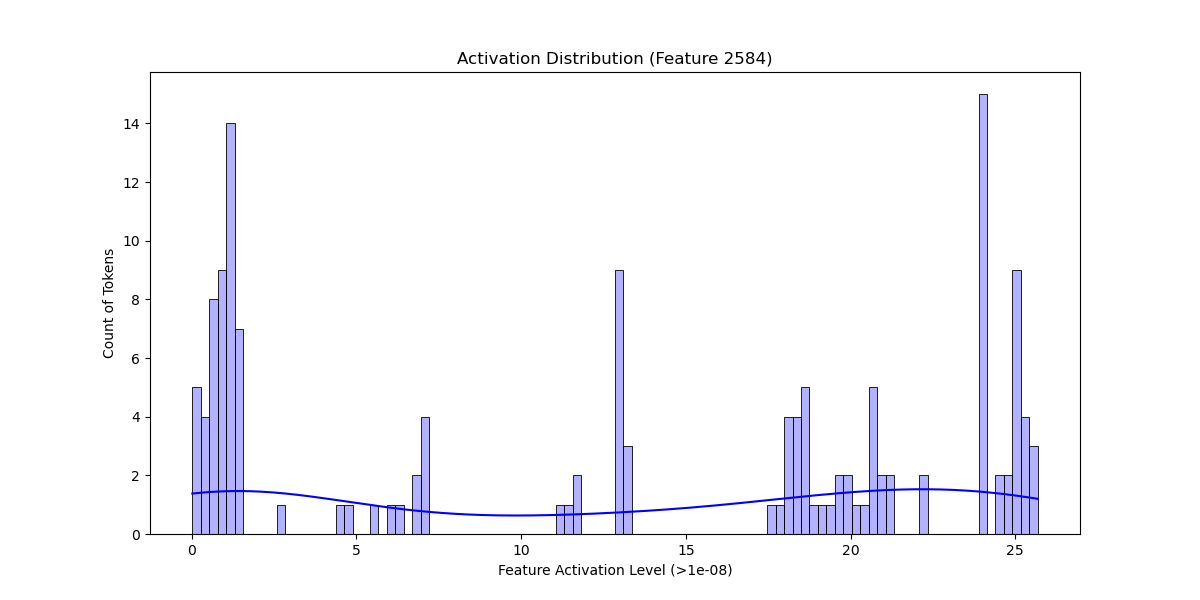 Activation Distribution (Feature 2584)
Count of Tokens
14
12
10
8
6
4
2
0
0 5 10 15 20 25
Feature Activation Level (>1e-08)